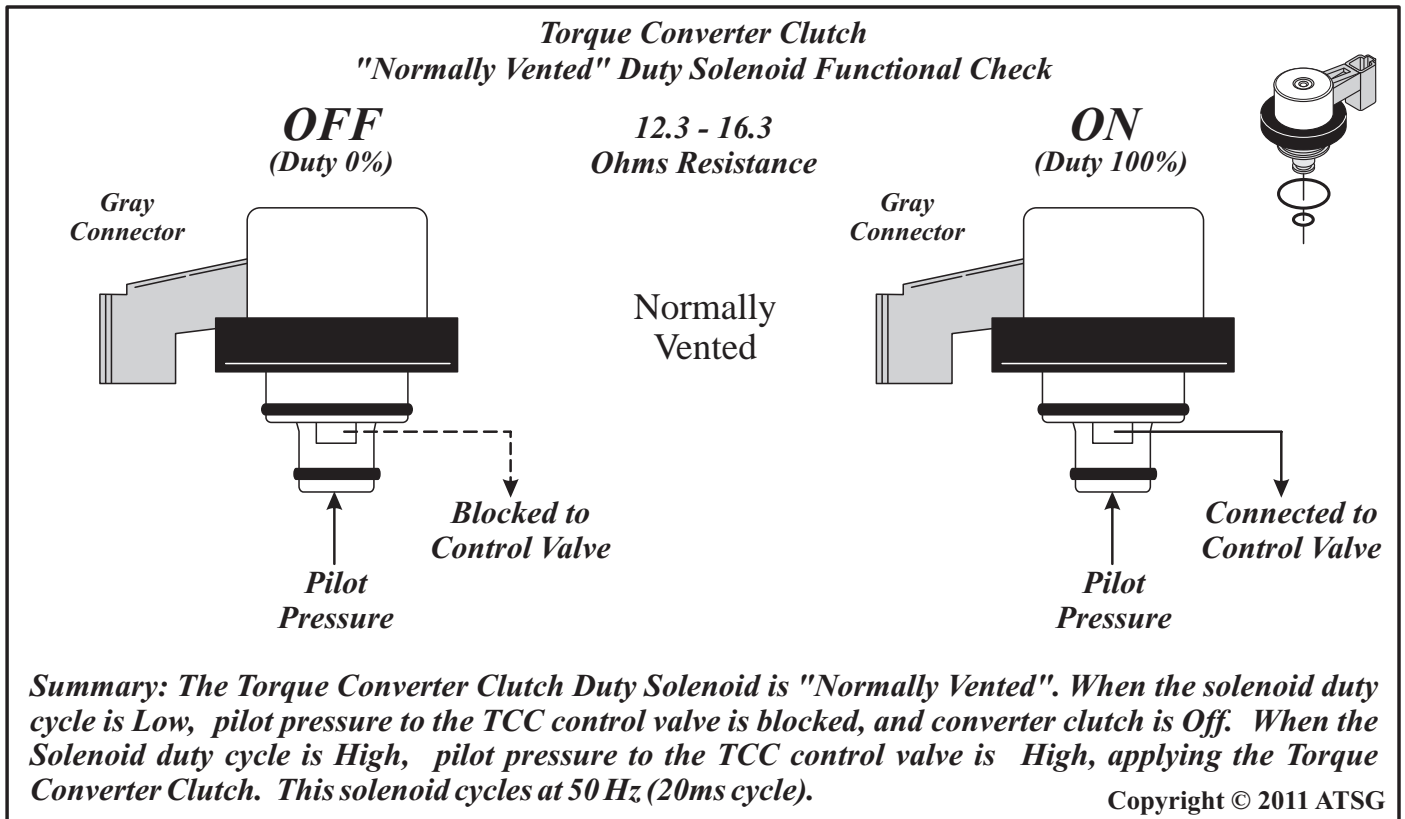 Torque Converter Clutch
"Normally Vented" Duty Solenoid Functional Check
OFF
(Duty 0%)
12.3 - 16.3
Ohms Resistance
ON
(Duty 100%)
Gray
Connector
Gray
Connector
Normally
Vented
Blocked to
Control Valve
Connected to
Control Valve
Pilot
Pressure
Pilot
Pressure
Summary: The Torque Converter Clutch Duty Solenoid is "Normally Vented". When the solenoid duty
cycle is Low, pilot pressure to the TCC control valve is blocked, and converter clutch is Off. When the
Solenoid duty cycle is High, pilot pressure to the TCC control valve is High, applying the Torque
Converter Clutch. This solenoid cycles at 50 Hz (20ms cycle).
Copyright © 2011 ATSG